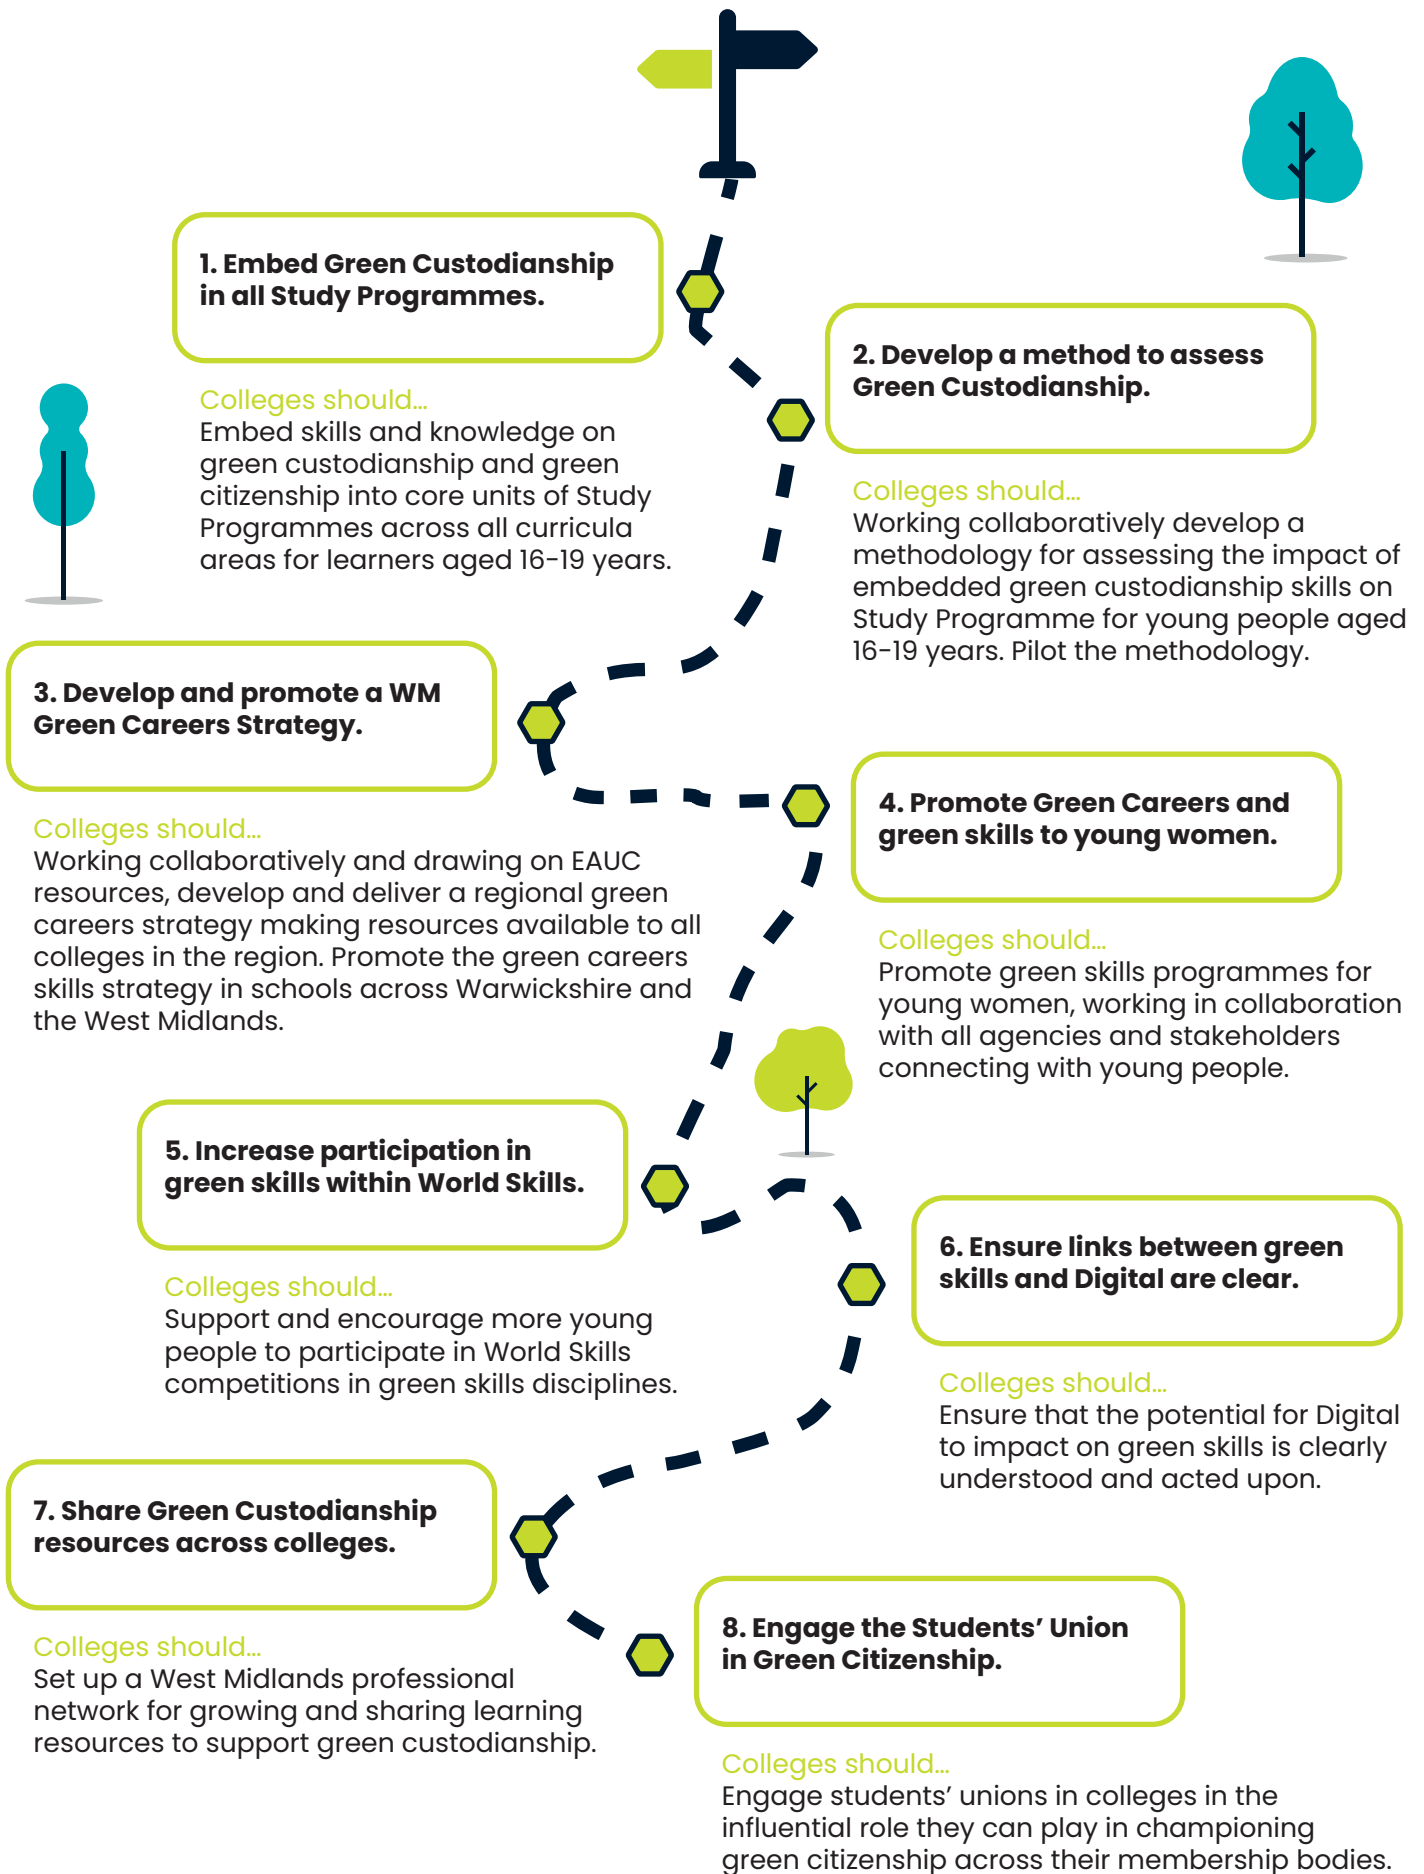 1. Embed Green Custodianship
in all Study Programmes.
Colleges should…
Embed skills and knowledge on
green custodianship and green
citizenship into core units of Study
Programmes across all curricula
areas for learners aged 16-19 years.
2. Develop a method to assess
Green Custodianship.
Colleges should…
Working collaboratively develop a
methodology for assessing the impact of
embedded green custodianship skills on
Study Programme for young people aged
16-19 years. Pilot the methodology.
3. Develop and promote a WM
Green Careers Strategy.
Colleges should…
Working collaboratively and drawing on EAUC
resources, develop and deliver a regional green
careers strategy making resources available to all
colleges in the region. Promote the green careers
skills strategy in schools across Warwickshire and
the West Midlands.
4. Promote Green Careers and
green skills to young women.
Colleges should…
Promote green skills programmes for
young women, working in collaboration
with all agencies and stakeholders
connecting with young people.
5. Increase participation in
green skills within World Skills.
Colleges should…
Support and encourage more young
people to participate in World Skills
competitions in green skills disciplines.
6. Ensure links between green
skills and Digital are clear.
Colleges should…
Ensure that the potential for Digital
to impact on green skills is clearly
understood and acted upon.
7. Share Green Custodianship
resources across colleges.
Colleges should…
Set up a West Midlands professional
network for growing and sharing learning
resources to support green custodianship.
8. Engage the Students’ Union
in Green Citizenship.
Colleges should…
Engage students’ unions in colleges in the
influential role they can play in championing
green citizenship across their membership bodies.